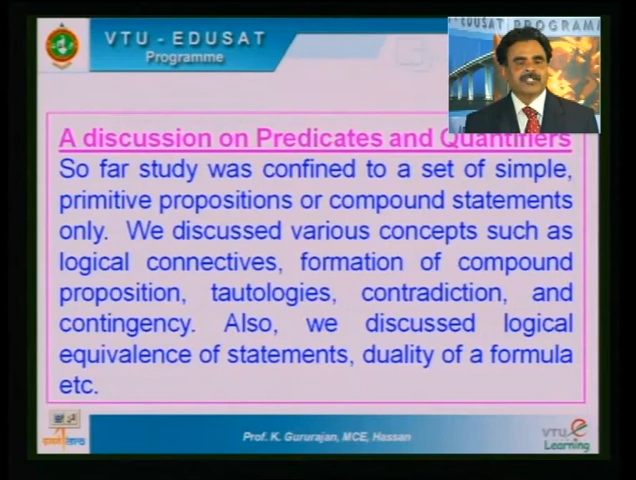 VTU - EDUSAT
Programme
EDUSAT PROGRAMM
A discussion on Predicates and Quantifiers
So far study was confined to a set of simple,
primitive propositions or compound statements
only. We discussed various concepts such as
logical connectives, formation of compound
proposition, tautologies, contradiction, and
contingency. Also, we discussed logical
equivalence of statements, duality of a formula
etc.
Prof. K. Gururajan, MCE, Hassan
VTU e
Learning